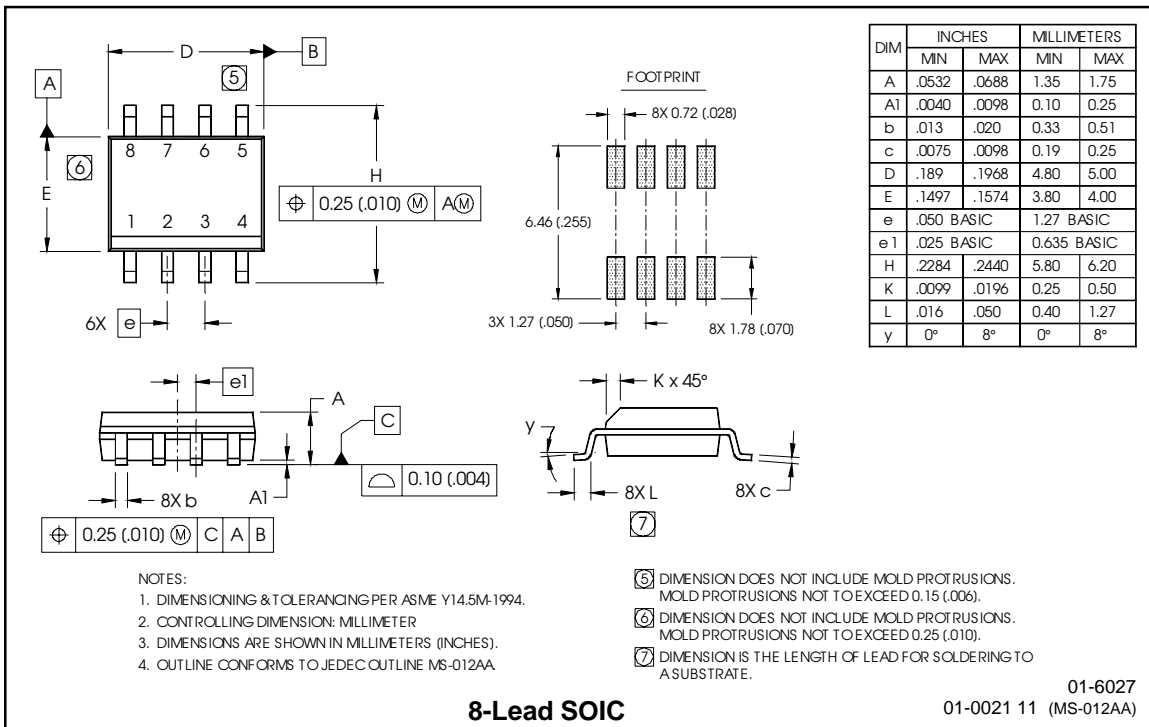 D
B
5
A
8 7 6 5
6
E
H
⌖ 0.25 (.010) Ⓜ AⓂ
1 2 3 4
6X e
FOOTPRINT
8X 0.72 (.028)
6.46 (.255)
3X 1.27 (.050)
8X 1.78 (.070)
DIM INCHES MILLIMETERS
MIN MAX MIN MAX
A .0532 .0688 1.35 1.75
A1 .0040 .0098 0.10 0.25
b .013 .020 0.33 0.51
c .0075 .0098 0.19 0.25
D .189 .1968 4.80 5.00
E .1497 .1574 3.80 4.00
e .050 BASIC 1.27 BASIC
e1 .025 BASIC 0.635 BASIC
H .2284 .2440 5.80 6.20
K .0099 .0196 0.25 0.50
L .016 .050 0.40 1.27
y 0° 8° 0° 8°
e1
A
C
⌓ 0.10 (.004)
8X b
A1
⌖ 0.25 (.010) Ⓜ C A B
K x 45°
y
8X L
7
8X c
NOTES:
1. DIMENSIONING & TOLERANCING PER ASME Y14.5M-1994.
2. CONTROLLING DIMENSION: MILLIMETER
3. DIMENSIONS ARE SHOWN IN MILLIMETERS (INCHES).
4. OUTLINE CONFORMS TO JEDEC OUTLINE MS-012AA.
5 DIMENSION DOES NOT INCLUDE MOLD PROTRUSIONS.
MOLD PROTRUSIONS NOT TO EXCEED 0.15 (.006).
6 DIMENSION DOES NOT INCLUDE MOLD PROTRUSIONS.
MOLD PROTRUSIONS NOT TO EXCEED 0.25 (.010).
7 DIMENSION IS THE LENGTH OF LEAD FOR SOLDERING TO
A SUBSTRATE.
8-Lead SOIC
01-6027
01-0021 11 (MS-012AA)